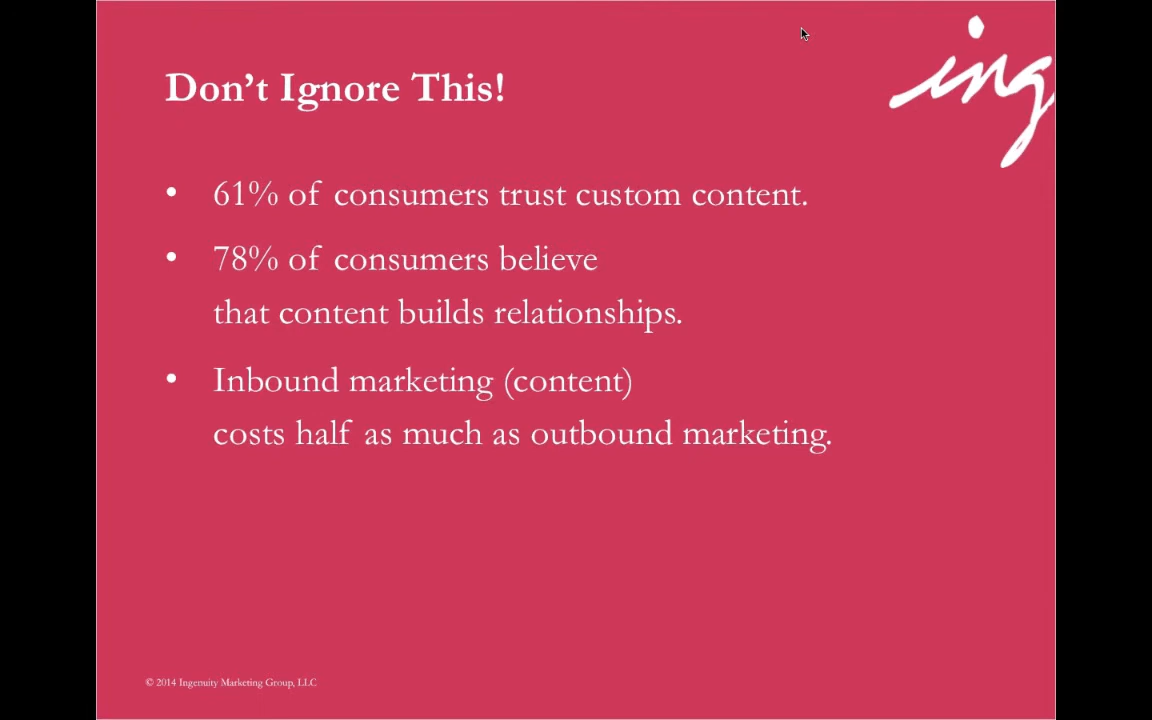 ing
Don't Ignore This!
• 61% of consumers trust custom content.
• 78% of consumers believe
that content builds relationships.
• Inbound marketing (content)
costs half as much as outbound marketing.
© 2014 Ingenuity Marketing Group, LLC